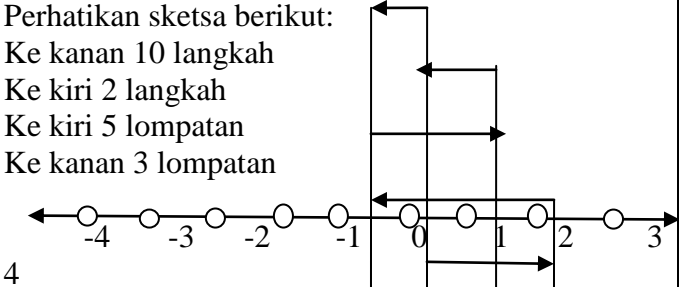 Perhatikan sketsa berikut:
Ke kanan 10 langkah
Ke kiri 2 langkah
Ke kiri 5 lompatan
Ke kanan 3 lompatan
-4 -3 -2 -1 0 1 2 3
4